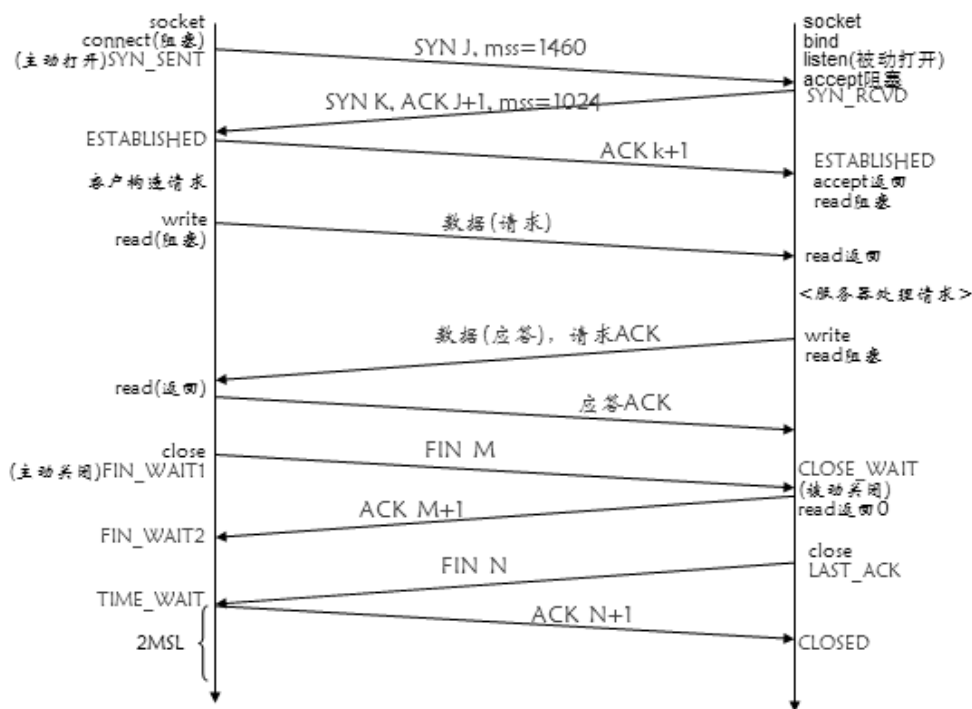 socket
connect(阻塞)
(主动打开)SYN_SENT
SYN J, mss=1460
socket
bind
listen(被动打开)
accept阻塞
SYN_RCVD
SYN K, ACK J+1, mss=1024
ESTABLISHED
ACK k+1
ESTABLISHED
accept返回
read阻塞
客户构造请求
write
read(阻塞)
数据(请求)
read返回
<服务器处理请求>
数据(应答)，请求ACK
write
read阻塞
read(返回)
应答ACK
close
(主动关闭)FIN_WAIT1
FIN M
CLOSE_WAIT
(被动关闭)
read返回0
ACK M+1
FIN_WAIT2
close
LAST_ACK
FIN N
TIME_WAIT
ACK N+1
2MSL
CLOSED